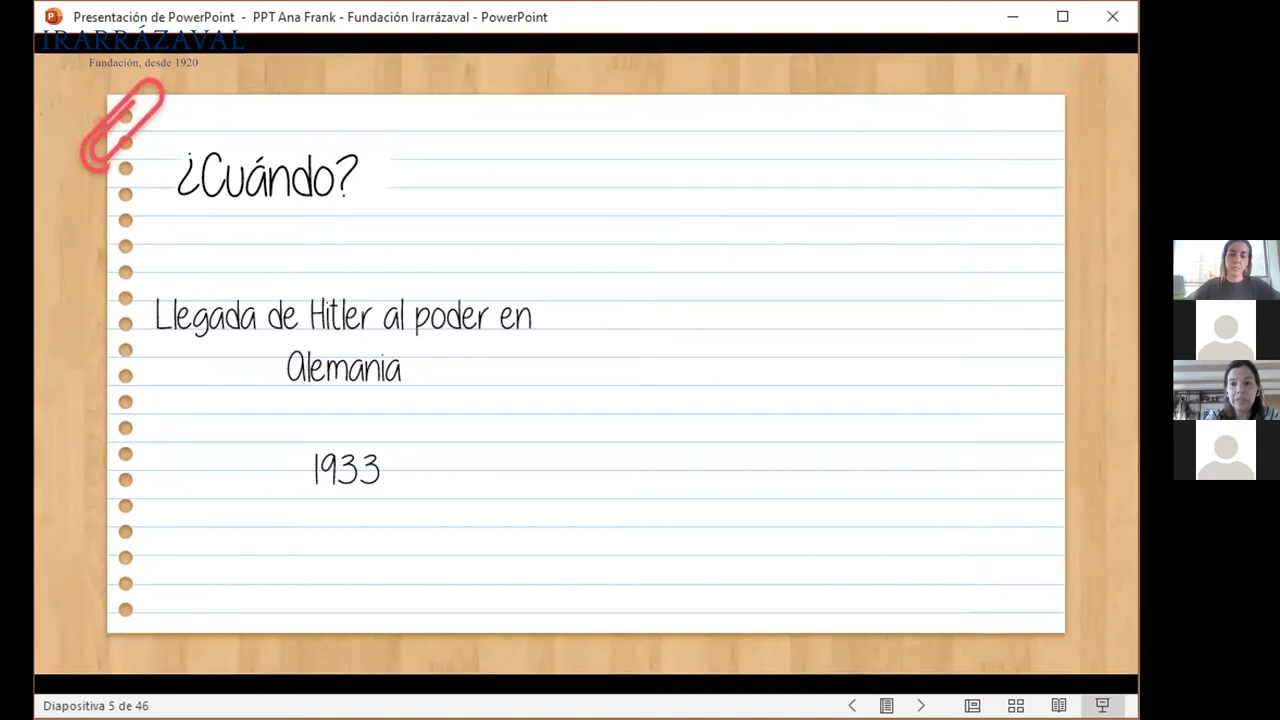 Presentación de PowerPoint - PPT Ana Frank - Fundación Irarrázaval - PowerPoint
IRARRÁZAVAL
Fundación, desde 1920
¿Cuándo?
Llegada de Hitler al poder en
Alemania
1933
Diapositiva 5 de 46